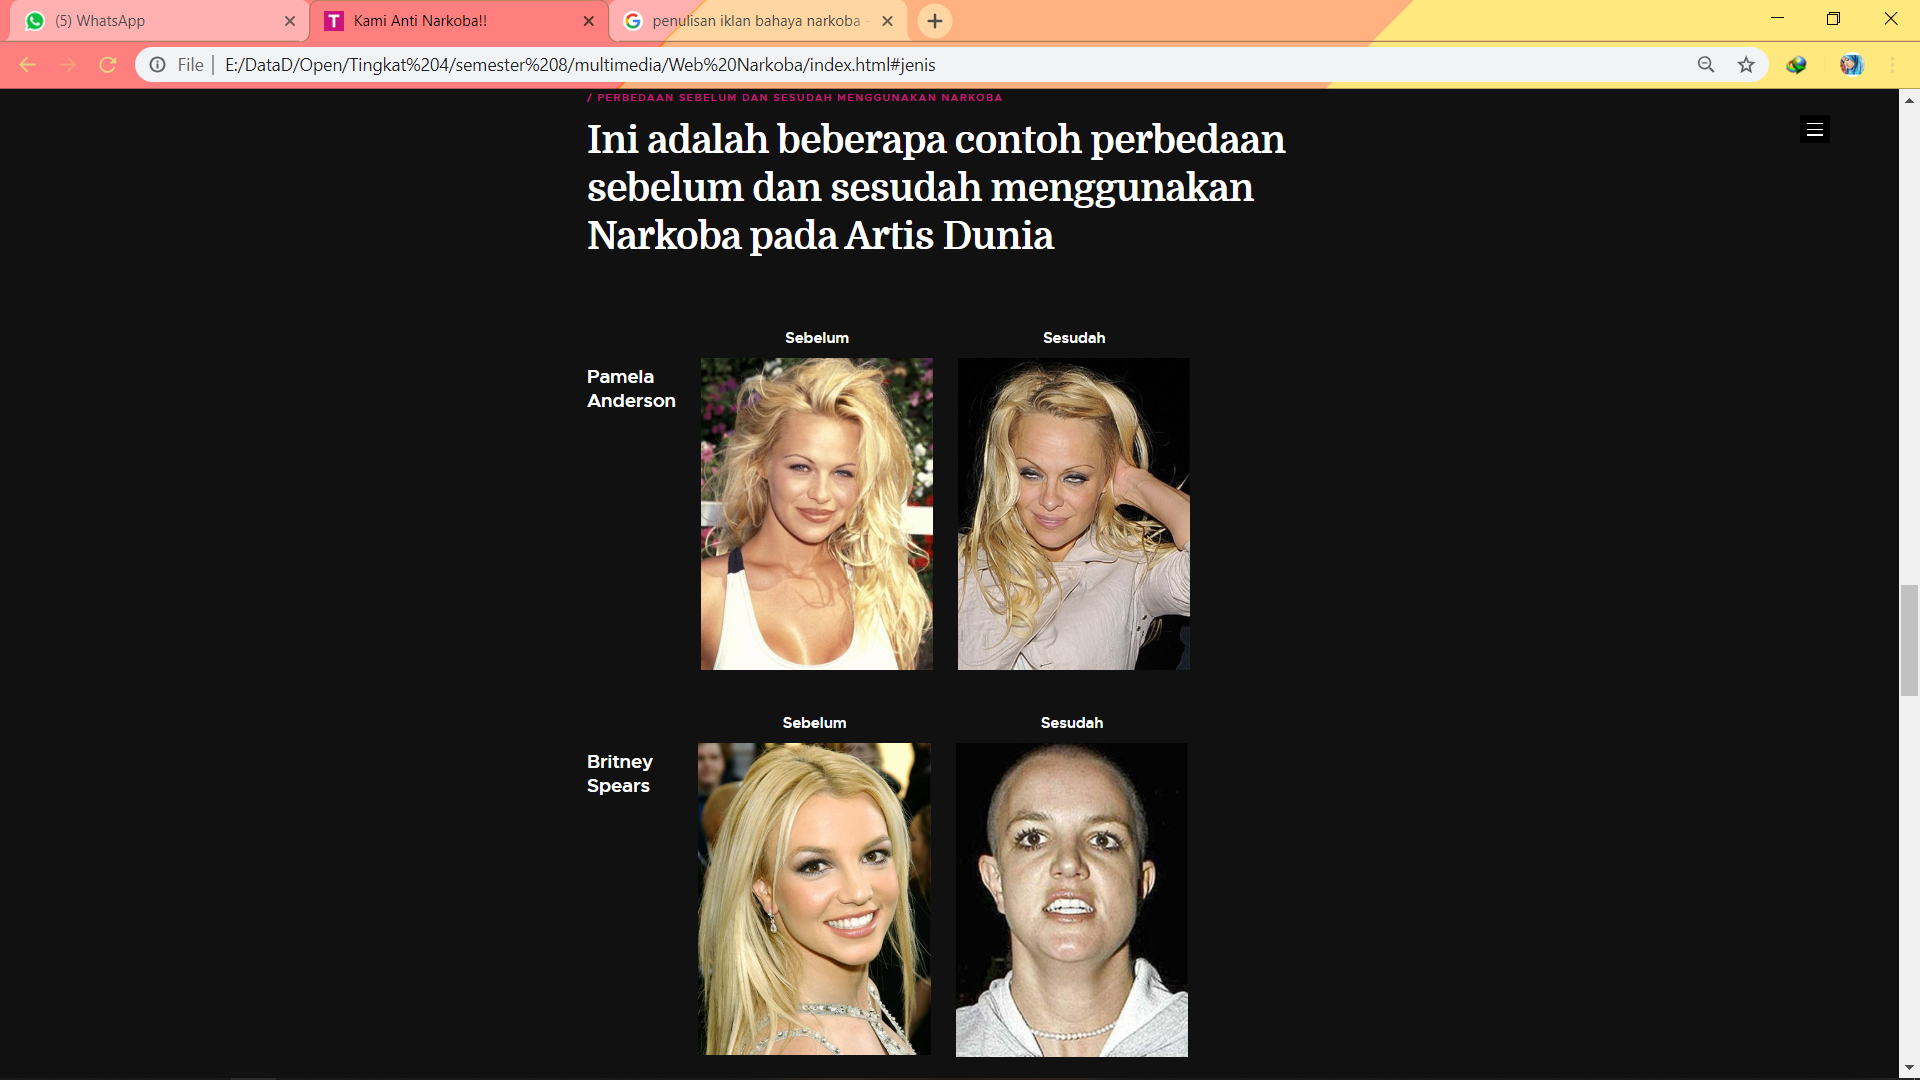 (5) WhatsApp
Kami Anti Narkoba!!
penulisan iklan bahaya narkoba -
File
E:/DataD/Open/Tingkat%204/semester%208/multimedia/Web%20Narkoba/index.html#jenis
/ PERBEDAAN SEBELUM DAN SESUDAH MENGGUNAKAN NARKOBA
Ini adalah beberapa contoh perbedaan
sebelum dan sesudah menggunakan
Narkoba pada Artis Dunia
Sebelum
Sesudah
Pamela
Anderson
Sebelum
Sesudah
Britney
Spears